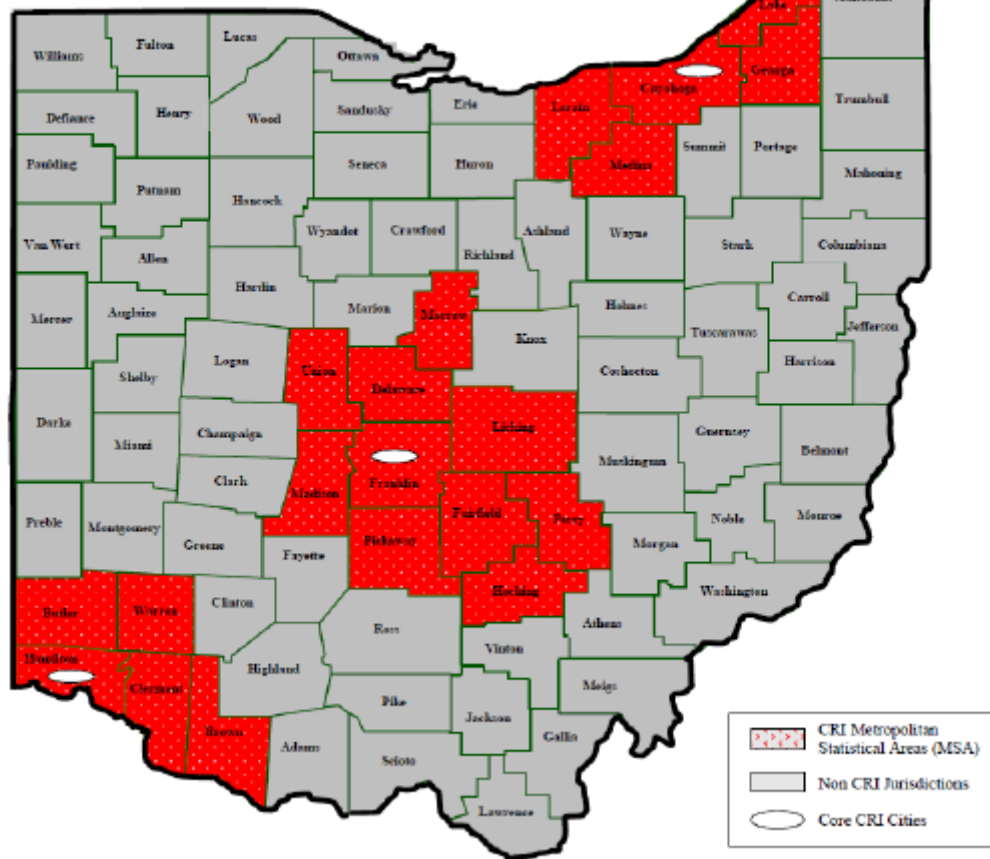 Lake
Williams
Fulton
Lucas
Ottawa
Cuyahoga
Geauga
Defiance
Henry
Wood
Sandusky
Erie
Lorain
Trumbull
Paulding
Putnam
Seneca
Huron
Medina
Summit
Portage
Mahoning
Hancock
Van Wert
Allen
Wyandot
Crawford
Richland
Ashland
Wayne
Stark
Columbiana
Mercer
Auglaize
Hardin
Marion
Morrow
Holmes
Carroll
Tuscarawas
Jefferson
Shelby
Logan
Union
Delaware
Knox
Coshocton
Harrison
Darke
Miami
Champaign
Licking
Muskingum
Guernsey
Belmont
Clark
Madison
Franklin
Preble
Montgomery
Greene
Fayette
Pickaway
Fairfield
Perry
Morgan
Noble
Monroe
Butler
Warren
Clinton
Ross
Hocking
Athens
Washington
Hamilton
Clermont
Highland
Vinton
Brown
Adams
Pike
Jackson
Meigs
Scioto
Gallia
Lawrence
CRI Metropolitan
Statistical Areas (MSA)
Non CRI Jurisdictions
Core CRI Cities